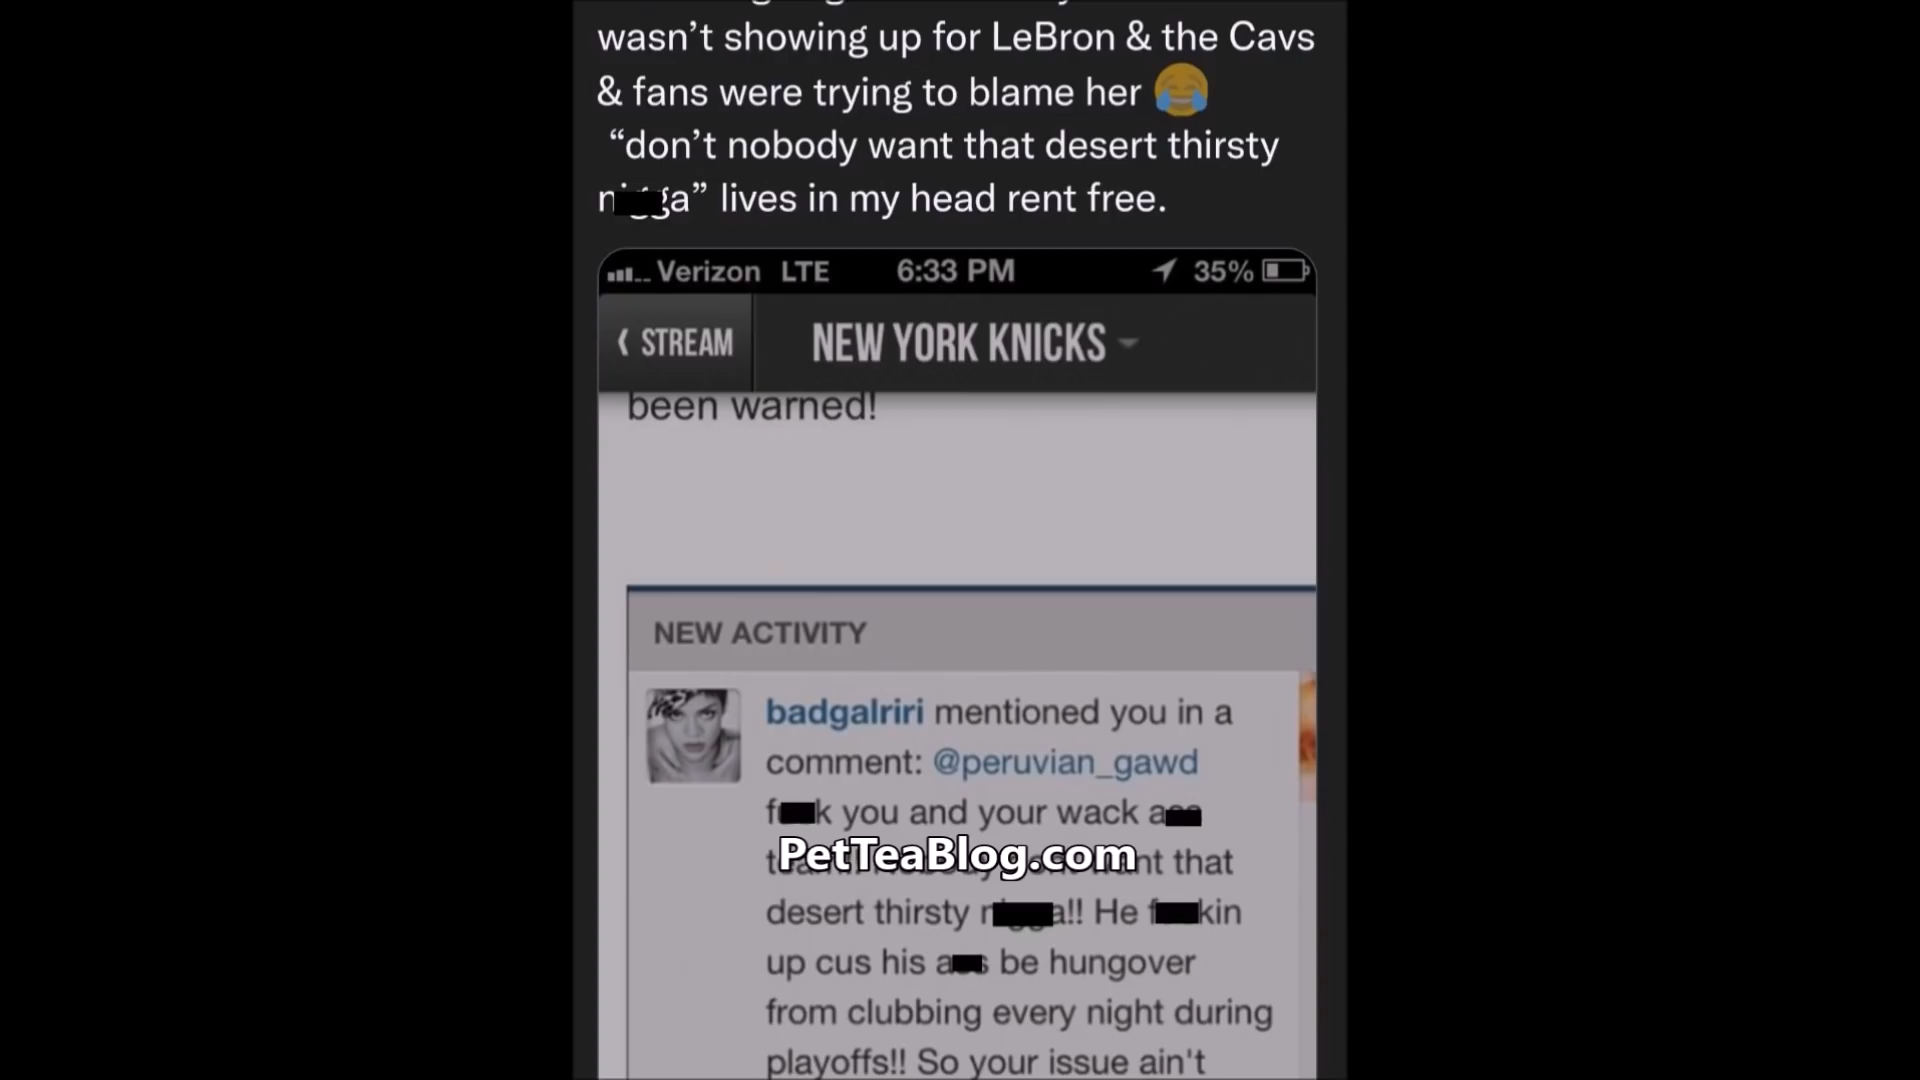 wasn’t showing up for LeBron & the Cavs
& fans were trying to blame her 😂
“don’t nobody want that desert thirsty
n gga” lives in my head rent free.
Verizon LTE 6:33 PM 35%
STREAM NEW YORK KNICKS
been warned!
NEW ACTIVITY
badgalriri mentioned you in a
comment: @peruvian_gawd
f k you and your wack a
PetTeaBlog.com
that
desert thirsty n a!! He f kin
up cus his a s be hungover
from clubbing every night during
playoffs!! So your issue ain't